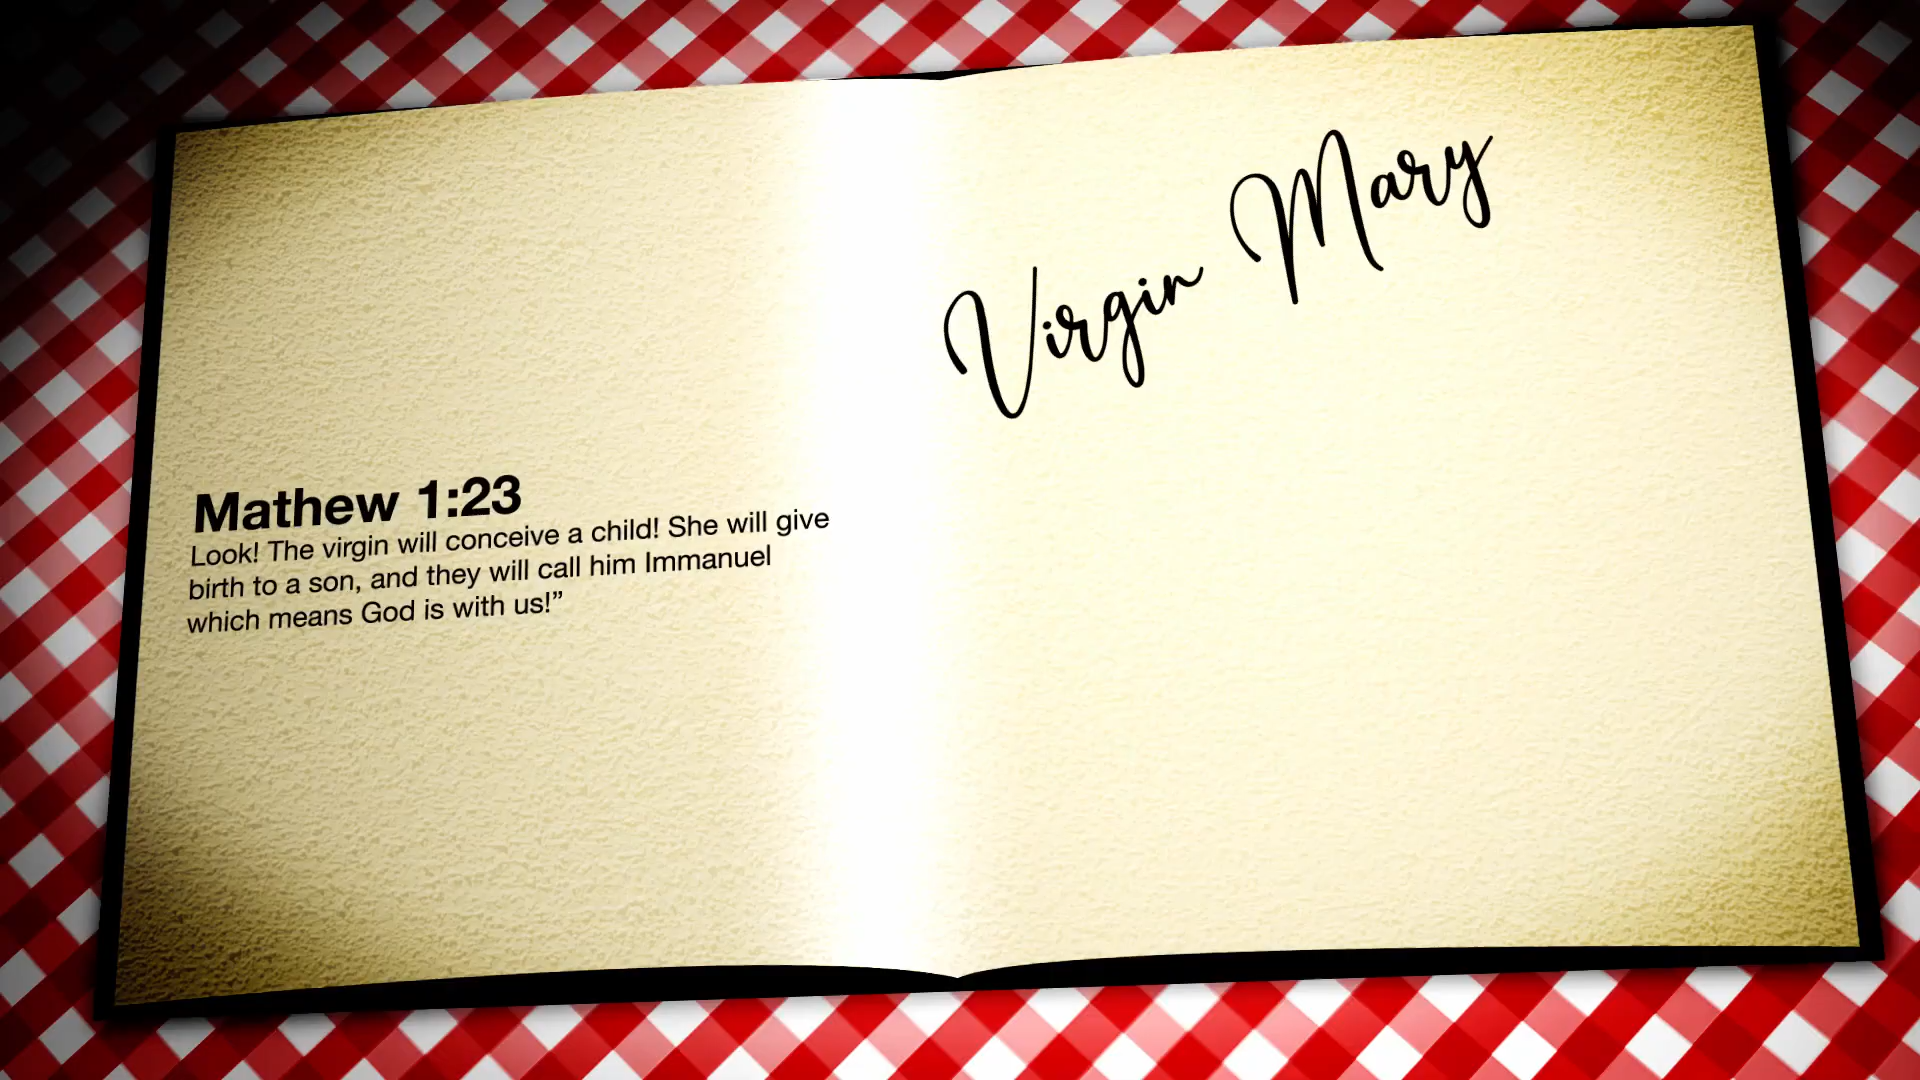 Mathew 1:23
Look! The virgin will conceive a child! She will give
birth to a son, and they will call him Immanuel
which means God is with us!”
Virgin Mary